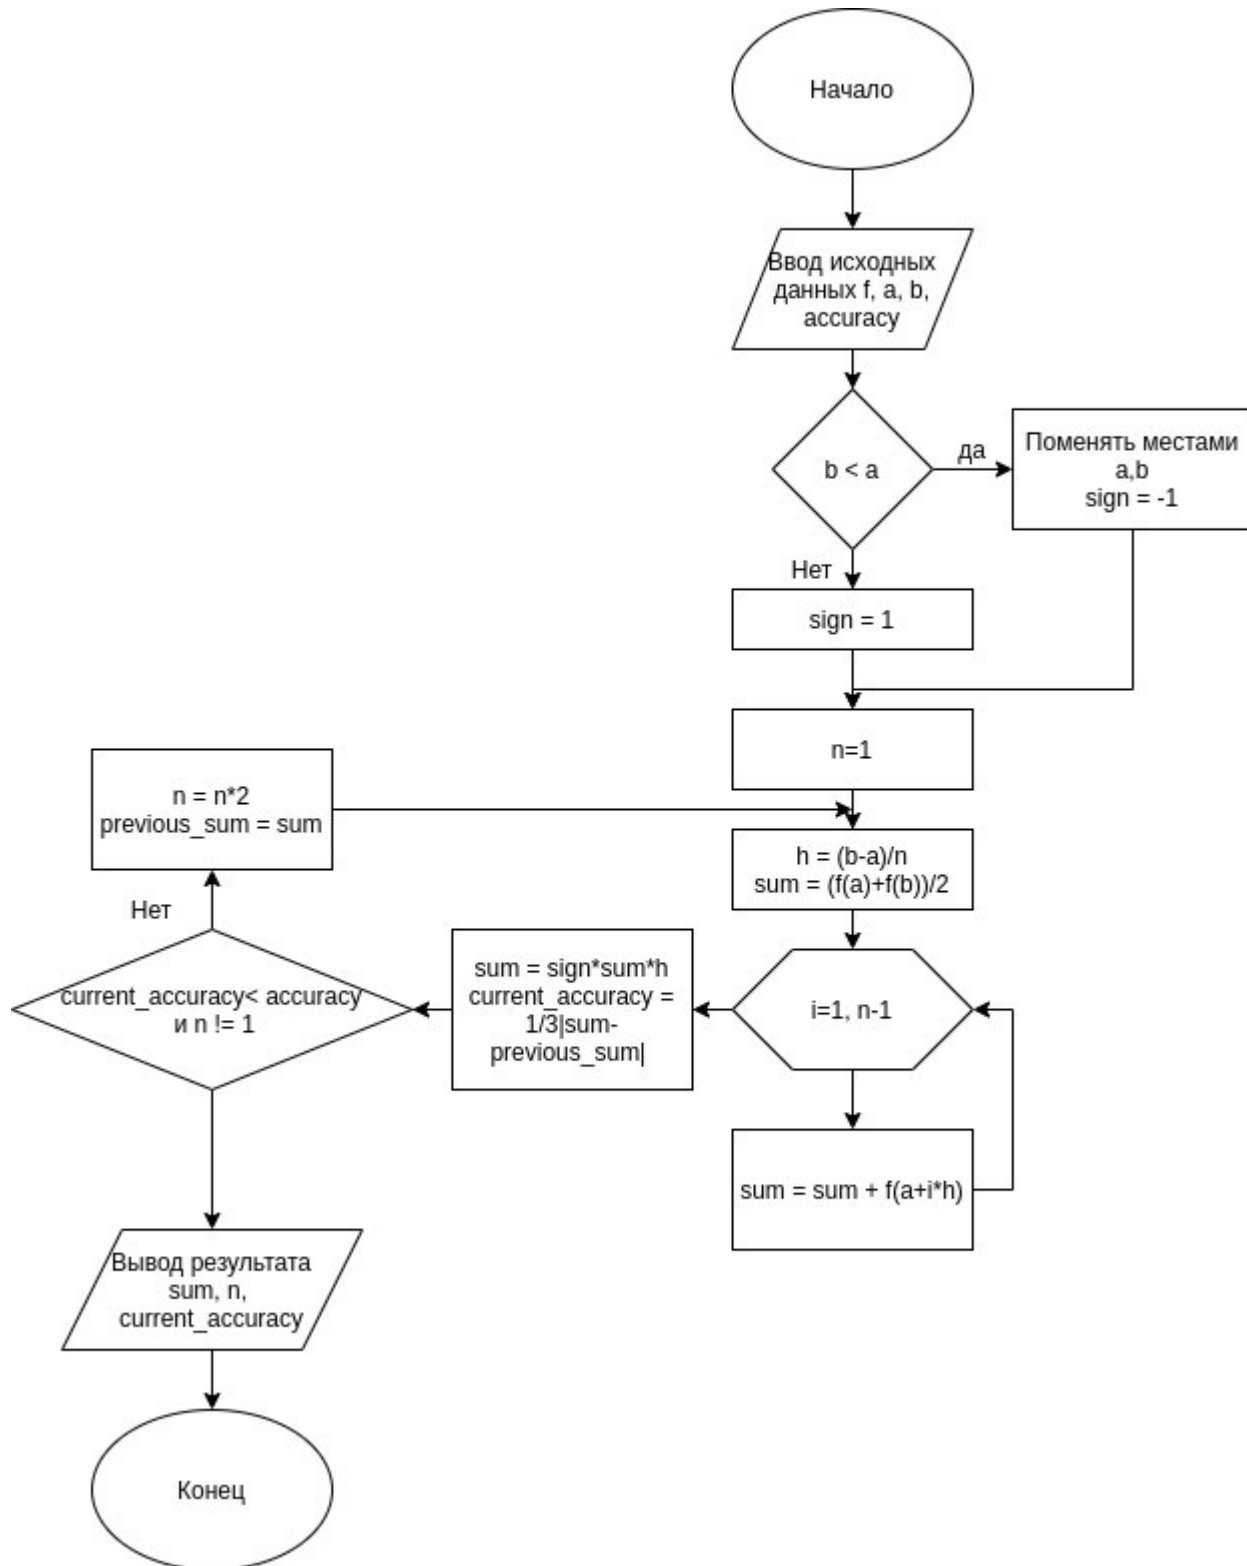 Начало
Ввод исходных
данных f, a, b,
accuracy
b < a
да
Поменять местами
a,b
sign = -1
Нет
sign = 1
n=1
n = n*2
previous_sum = sum
h = (b-a)/n
sum = (f(a)+f(b))/2
Нет
current_accuracy< accuracy
и n != 1
sum = sign*sum*h
current_accuracy =
1/3|sum-
previous_sum|
i=1, n-1
sum = sum + f(a+i*h)
Вывод результата
sum, n,
current_accuracy
Конец